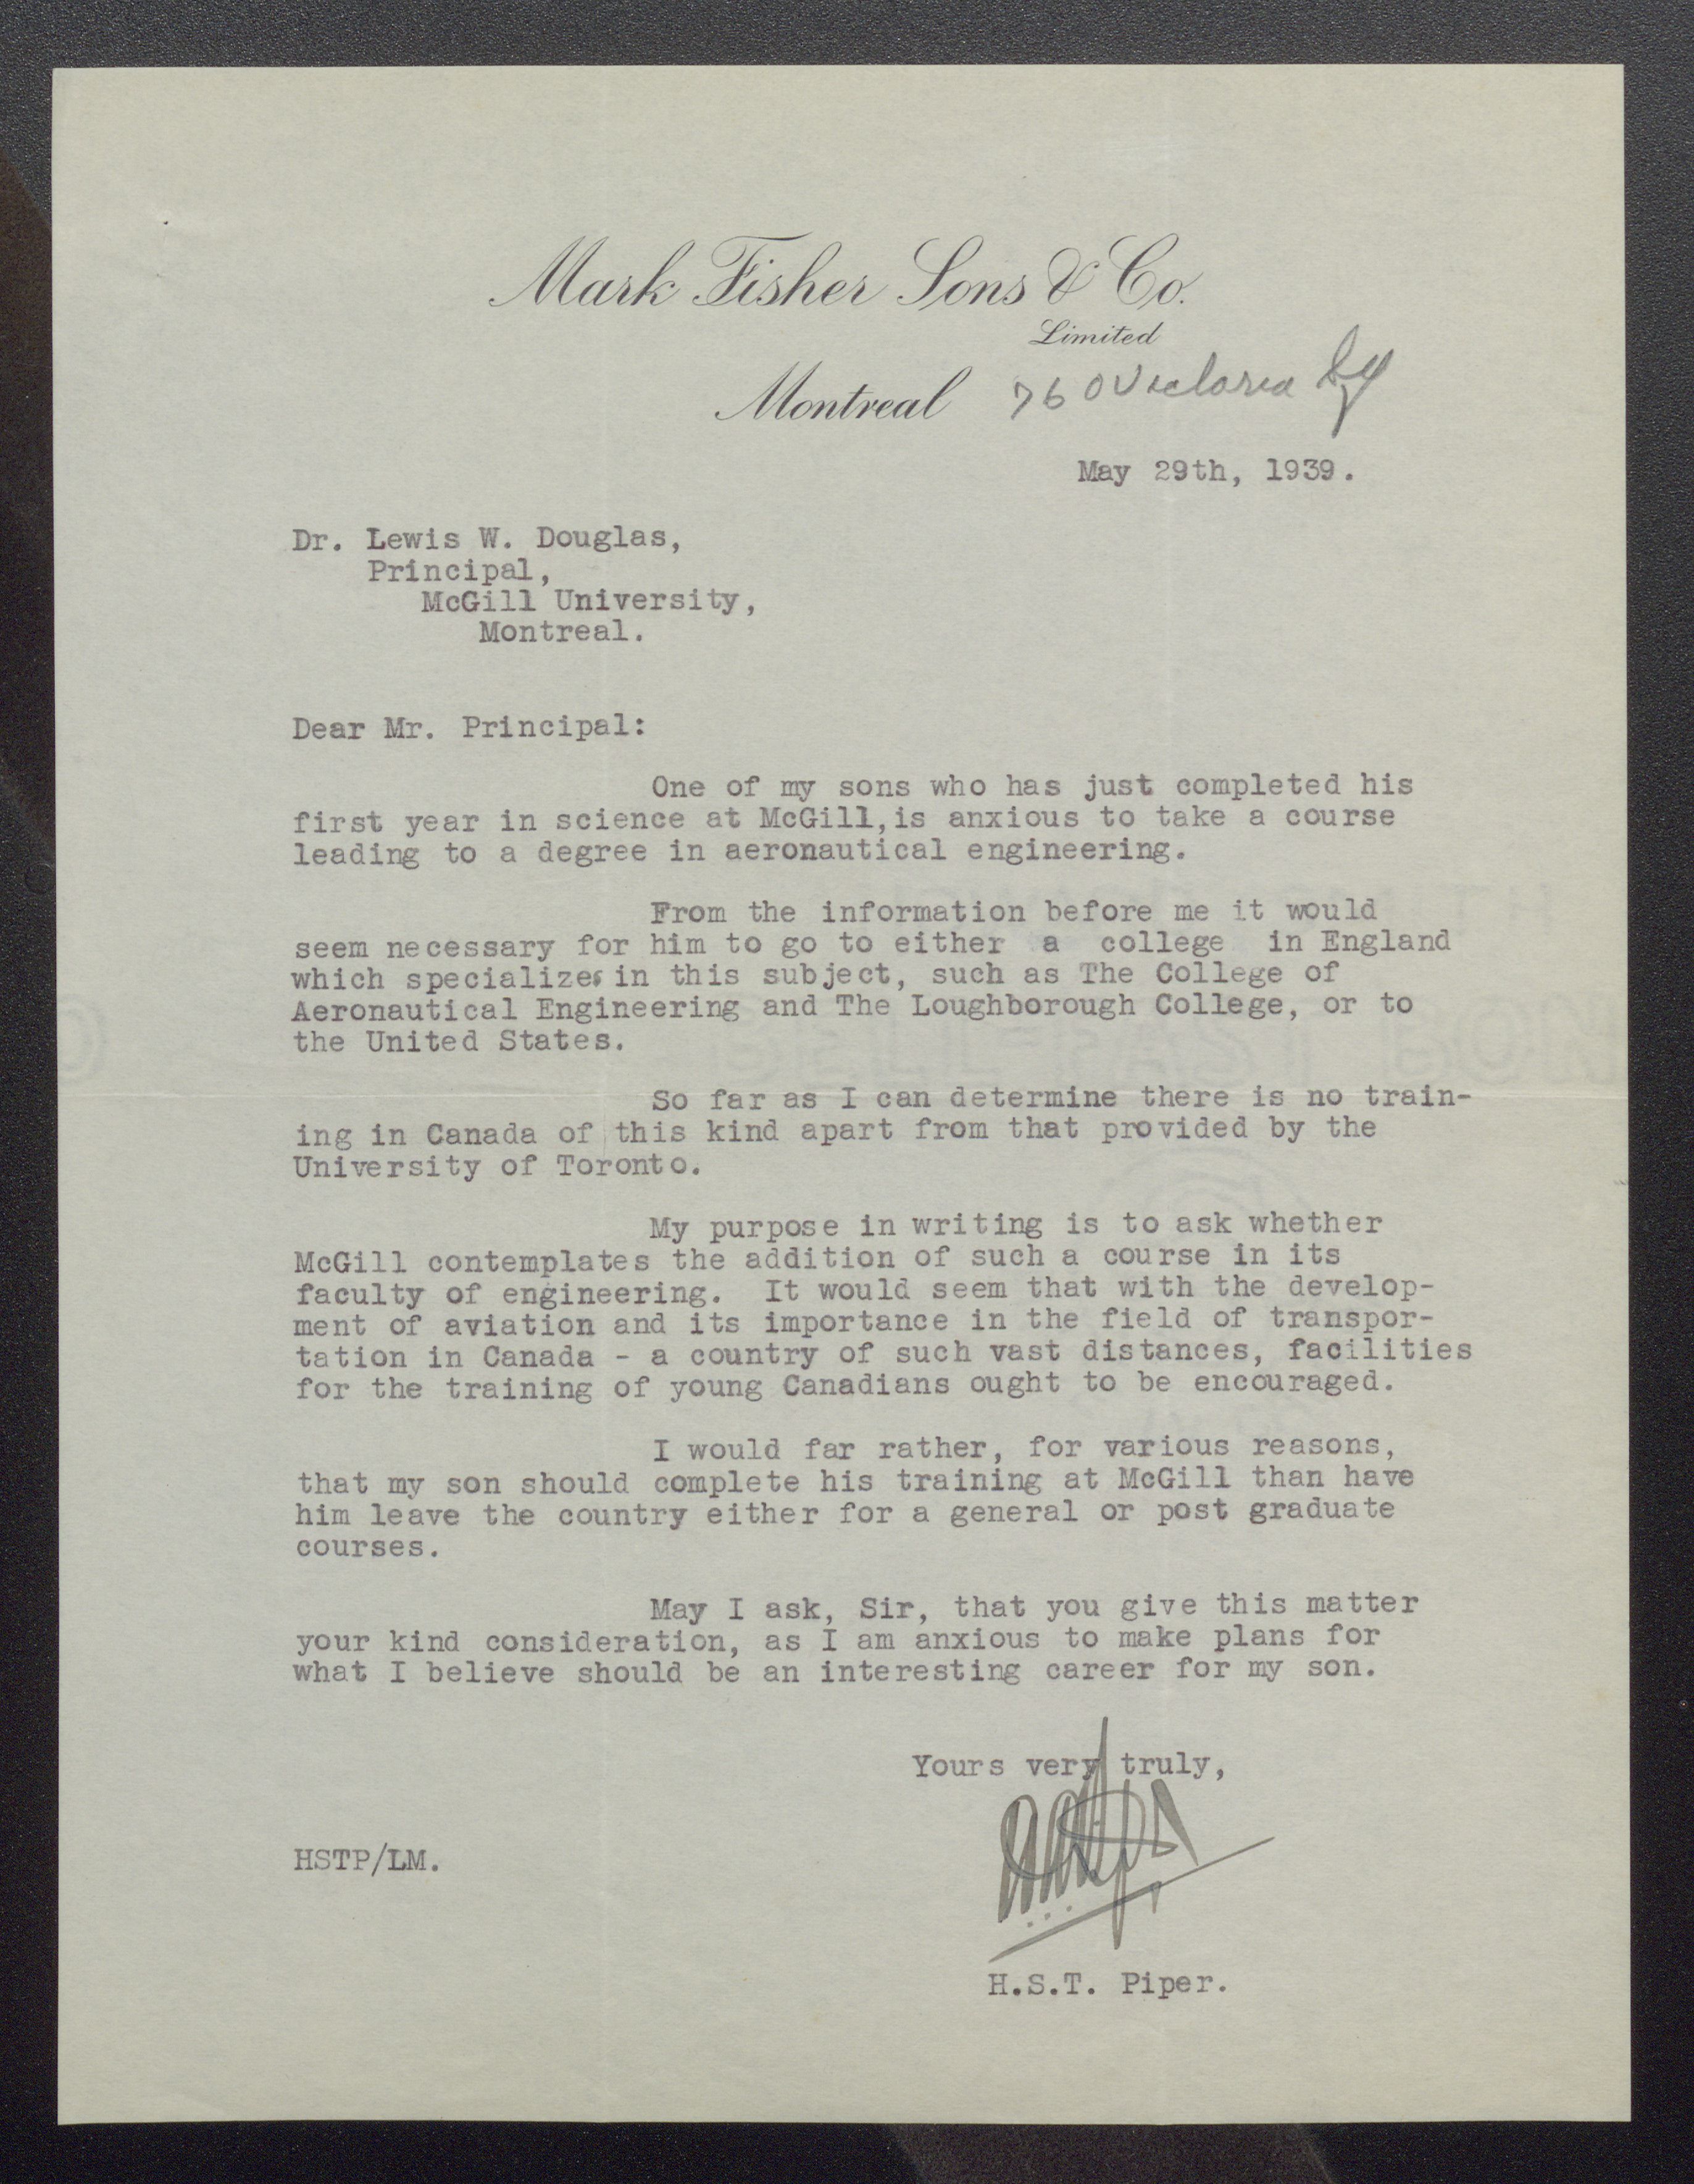 Mark Fisher Sons & Co.
Limited
Montreal 760 Victoria Sq
May 29th, 1939.
Dr. Lewis W. Douglas,
Principal,
McGill University,
Montreal.
Dear Mr. Principal:
One of my sons who has just completed his
first year in science at McGill,is anxious to take a course
leading to a degree in aeronautical engineering.
From the information before me it would
seem necessary for him to go to either a college in England
which specializes in this subject, such as The College of
Aeronautical Engineering and The Loughborough College, or to
the United States.
So far as I can determine there is no train-
ing in Canada of this kind apart from that provided by the
University of Toronto.
My purpose in writing is to ask whether
McGill contemplates the addition of such a course in its
faculty of engineering. It would seem that with the develop-
ment of aviation and its importance in the field of transpor-
tation in Canada - a country of such vast distances, facilities
for the training of young Canadians ought to be encouraged.
I would far rather, for various reasons,
that my son should complete his training at McGill than have
him leave the country either for a general or post graduate
courses.
May I ask, Sir, that you give this matter
your kind consideration, as I am anxious to make plans for
what I believe should be an interesting career for my son.
Yours very truly,
HSTP/LM.
H.S.T. Piper.